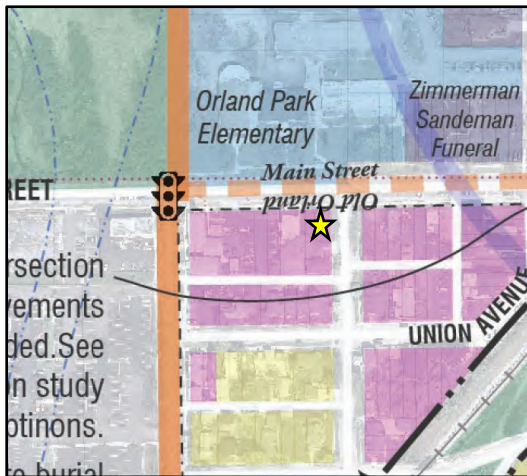 Orland Park
Elementary
Zimmerman
Sandeman
Funeral
Main Street
Old Orland
REET
rsection
vements
ded.See
n study
ptinons.
burial
UNION AVENUE